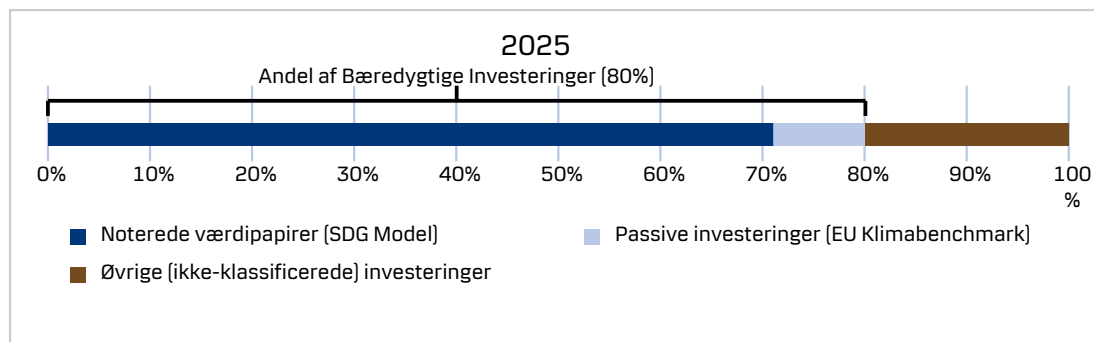 2025
Andel af Bæredygtige Investeringer (80%)
0% 10% 20% 30% 40% 50% 60% 70% 80% 90% 100
%
Noterede værdipapirer (SDG Model) Passive investeringer (EU Klimabenchmark)
Øvrige (ikke-klassificerede) investeringer